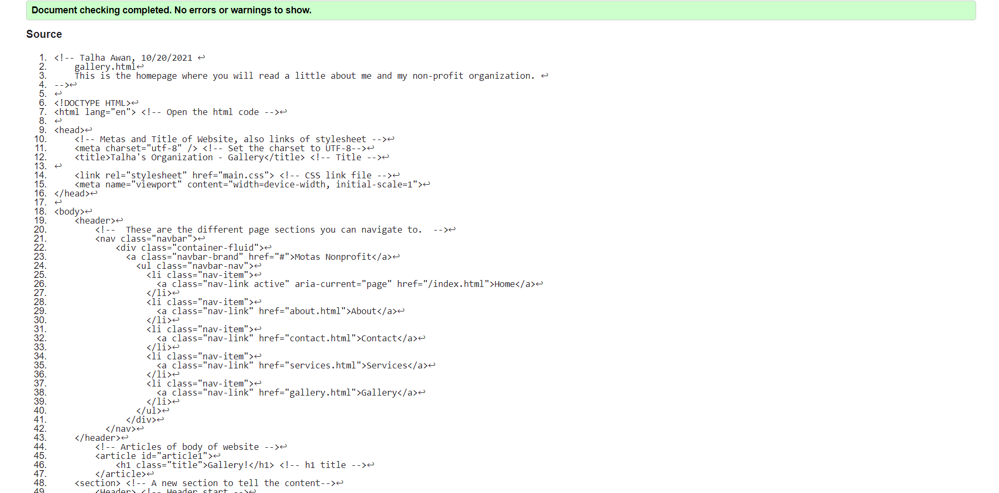 Document checking completed. No errors or warnings to show.
Source
1. <!-- Talha Awan, 10/20/2021 ↩
2. gallery.html↩
3. This is the homepage where you will read a little about me and my non-profit organization. ↩
4. -->↩
5. ↩
6. <!DOCTYPE HTML>↩
7. <html lang="en"> <!-- Open the html code -->↩
8. ↩
9. <head>↩
10. <!-- Metas and Title of Website, also links of stylesheet -->↩
11. <meta charset="utf-8" /> <!-- Set the charset to UTF-8-->↩
12. <title>Talha's Organization - Gallery</title> <!-- Title -->↩
13. ↩
14. <link rel="stylesheet" href="main.css"> <!-- CSS link file -->↩
15. <meta name="viewport" content="width=device-width, initial-scale=1">↩
16. </head>↩
17. ↩
18. <body>↩
19. <header>↩
20. <!--  These are the different page sections you can navigate to.  -->↩
21. <nav class="navbar">↩
22. <div class="container-fluid">↩
23. <a class="navbar-brand" href="#">Motas Nonprofit</a>↩
24. <ul class="navbar-nav">↩
25. <li class="nav-item">↩
26. <a class="nav-link active" aria-current="page" href="/index.html">Home</a>↩
27. </li>↩
28. <li class="nav-item">↩
29. <a class="nav-link" href="about.html">About</a>↩
30. </li>↩
31. <li class="nav-item">↩
32. <a class="nav-link" href="contact.html">Contact</a>↩
33. </li>↩
34. <li class="nav-item">↩
35. <a class="nav-link" href="services.html">Services</a>↩
36. </li>↩
37. <li class="nav-item">↩
38. <a class="nav-link" href="gallery.html">Gallery</a>↩
39. </li>↩
40. </ul>↩
41. </div>↩
42. </nav>↩
43. </header>↩
44. <!-- Articles of body of website -->↩
45. <article id="article1">↩
46. <h1 class="title">Gallery!</h1> <!-- h1 title -->↩
47. </article>↩
48. <section> <!-- A new section to tell the content-->↩
49. <Header> <!-- Header start -->↩